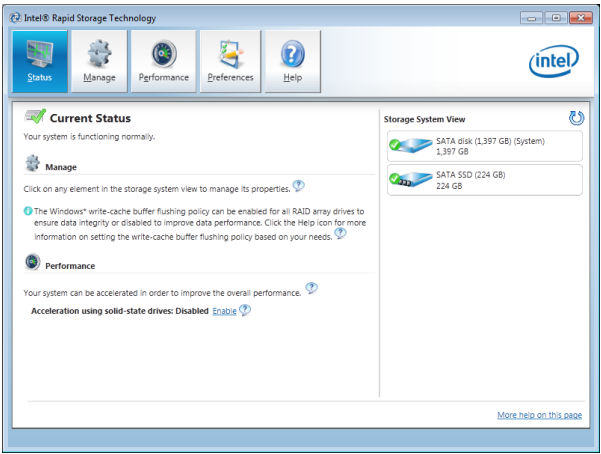 Intel® Rapid Storage Technology
Status
Manage
Performance
Preferences
Help
intel
Current Status
Your system is functioning normally.
Manage
Click on any element in the storage system view to manage its properties.
The Windows* write-cache buffer flushing policy can be enabled for all RAID array drives to
ensure data integrity or disabled to improve data performance. Click the Help icon for more
information on setting the write-cache buffer flushing policy based on your needs.
Performance
Your system can be accelerated in order to improve the overall performance.
Acceleration using solid-state drives: Disabled Enable
Storage System View
SATA disk (1,397 GB) (System)
1,397 GB
SATA SSD (224 GB)
224 GB
More help on this page